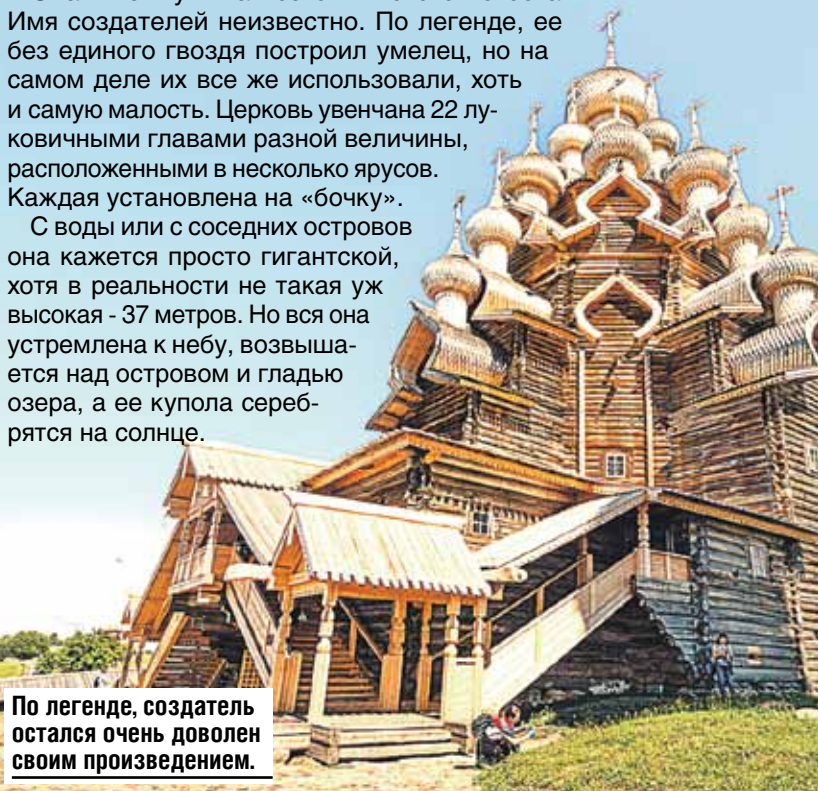 Имя создателей неизвестно. По легенде, ее
без единого гвоздя построил умелец, но на
самом деле их все же использовали, хоть
и самую малость. Церковь увенчана 22 лу-
ковичными главами разной величины,
расположенными в несколько ярусов.
Каждая установлена на «бочку».
С воды или с соседних островов
она кажется просто гигантской,
хотя в реальности не такая уж
высокая - 37 метров. Но вся она
устремлена к небу, возвыша-
ется над островом и гладью
озера, а ее купола сереб-
рятся на солнце.
По легенде, создатель
остался очень доволен
своим произведением.